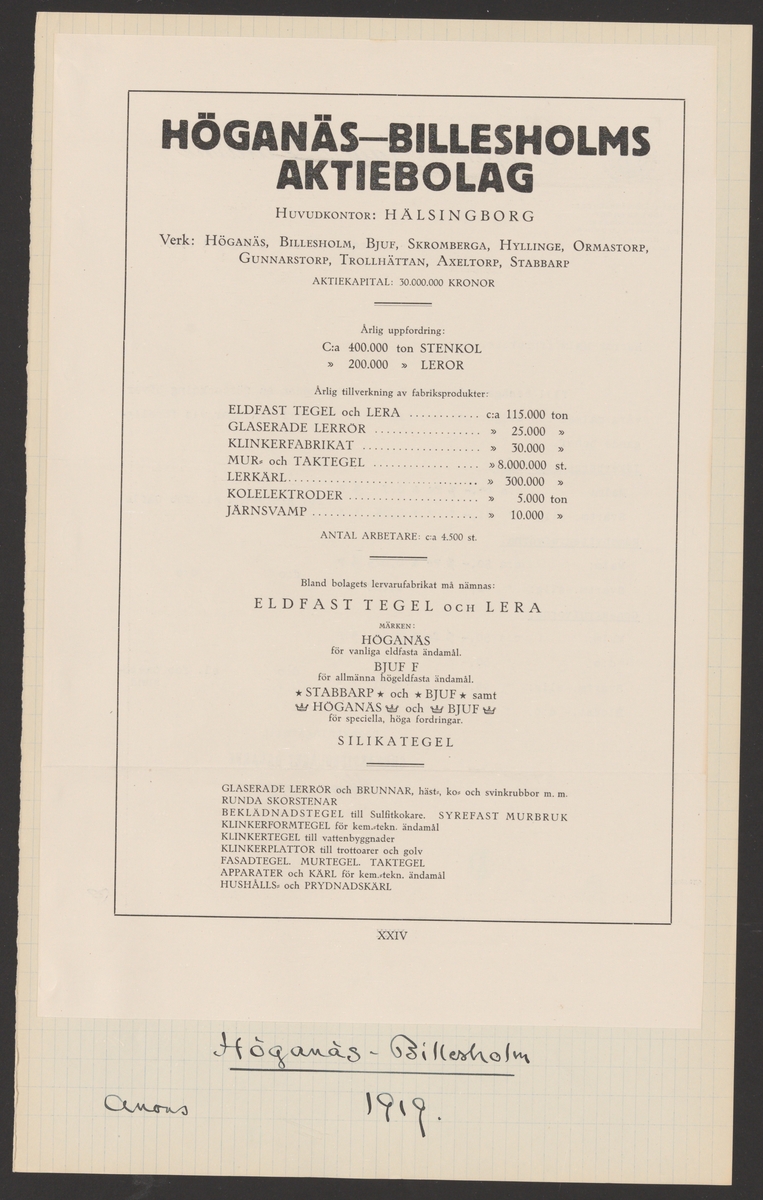 HÖGANÄS—BILLESHOLMS
AKTIEBOLAG
HUVUDKONTOR: HÄLSINGBORG
Verk: HÖGANÄS, BILLESHOLM, BJUF, SKROMBERGA, HYLLINGE, ORMASTORP,
GUNNARSTORP, TROLLHÄTTAN, AXELTORP, STABBARP
AKTIEKAPITAL: 30.000.000 KRONOR
Årlig uppfordring:
C:a 400.000 ton STENKOL
» 200.000 » LEROR
Årlig tillverkning av fabriksprodukter:
ELDFAST TEGEL och LERA ............ c:a 115.000 ton
GLASERADE LERRÖR .................. » 25.000 »
KLINKERFABRIKAT .................... » 30.000 »
MUR- och TAKTEGEL ............. .... » 8.000.000 st.
LERKÄRL................................ » 300.000 »
KOLELEKTRODER ...................... » 5.000 ton
JÄRNSVAMP ............................ » 10.000 »
ANTAL ARBETARE: c:a 4.500 st.
Bland bolagets lervarufabrikat må nämnas:
ELDFAST TEGEL OCH LERA
MÄRKEN:
HÖGANÄS
för vanliga eldfasta ändamål.
BJUF F
för allmänna högeldfasta ändamål.
★ STABBARP ★ och ★ BJUF ★ samt
HÖGANÄS och BJUF
för speciella, höga fordringar.
SILIKATEGEL
GLASERADE LERRÖR och BRUNNAR, häst-, ko- och svinkrubbor m. m.
RUNDA SKORSTENAR
BEKLÄDNADSTEGEL till Sulfitkokare. SYREFAST MURBRUK
KLINKERFORMTEGEL för kem.-tekn. ändamål
KLINKERTEGEL till vattenbyggnader
KLINKERPLATTOR till trottoarer och golv
FASADTEGEL. MURTEGEL. TAKTEGEL
APPARATER och KÄRL för kem.-tekn. ändamål
HUSHÅLLS- och PRYDNADSKÄRL
XXIV
Höganäs - Billesholm
Anons 1919.